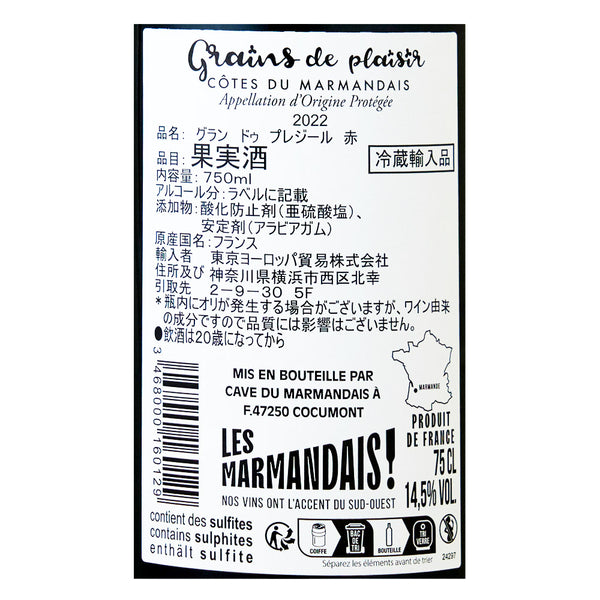 Grains de plaisir
CÔTES DU MARMANDAIS
Appellation d'Origine Protégée
2022
品名: グラン ドゥ プレジール 赤
品目: 果実酒
冷蔵輸入品
内容量: 750ml
アルコール分: ラベルに記載
添加物: 酸化防止剤(亜硫酸塩)、
安定剤(アラビアガム)
原産国名: フランス
輸入者 東京ヨーロッパ貿易株式会社
住所及び 神奈川県横浜市西区北幸
引取先 2-9-30 5F
*瓶内にオリが発生する場合がございますが、ワイン由来
の成分ですので品質には影響はございません。
●飲酒は20歳になってから
3 468000 160129
MIS EN BOUTEILLE PAR
CAVE DU MARMANDAIS À
F.47250 COCUMONT
MARMANDE
LES
MARMANDAIS!
NOS VINS ONT L'ACCENT DU SUD-OUEST
PRODUIT
DE FRANCE
75 CL
14,5% VOL.
contient des sulfites
contains sulphites
enthält sulfite
COIFFE
BAC
DE
TRI
BOUTEILLE
TRI
VERRE
Séparez les éléments avant de trier
24297